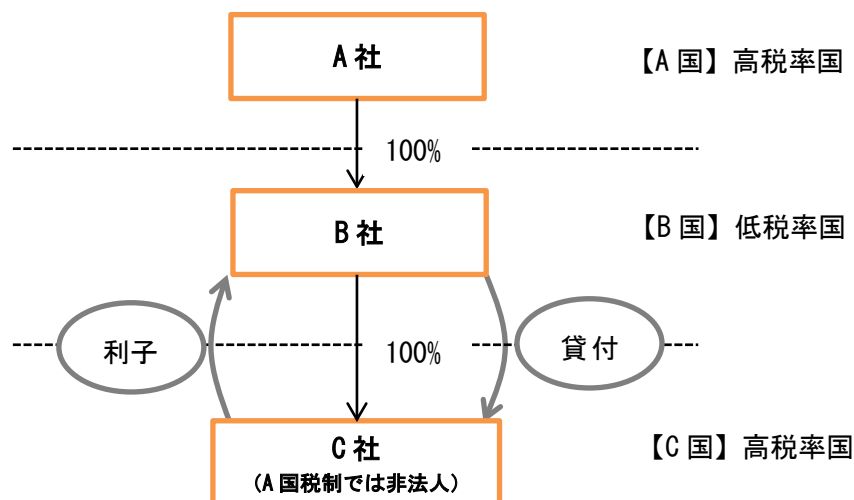 A社
【A国】高税率国
100%
B社
【B国】低税率国
利子
100%
貸付
C社
(A国税制では非法人)
【C国】高税率国